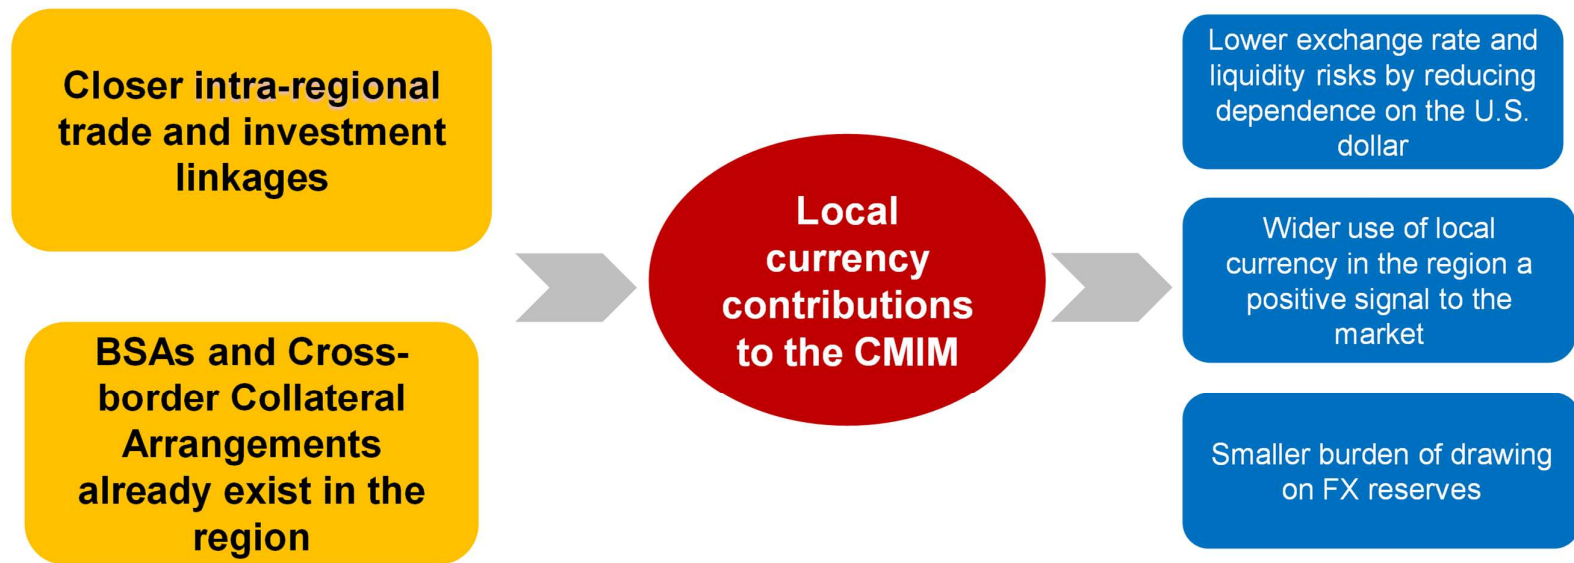 Closer intra-regional
trade and investment
linkages
BSAs and Cross-
border Collateral
Arrangements
already exist in the
region
Local
currency
contributions
to the CMIM
Lower exchange rate and
liquidity risks by reducing
dependence on the U.S.
dollar
Wider use of local
currency in the region a
positive signal to the
market
Smaller burden of drawing
on FX reserves